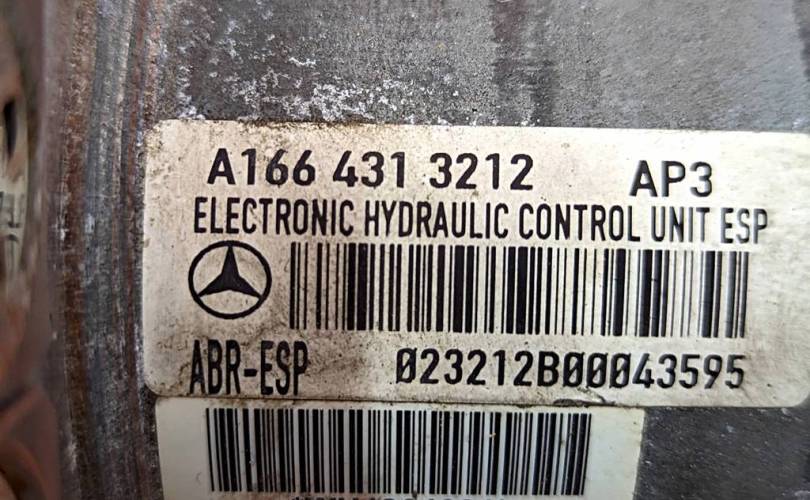 A166 431 3212 AP3
ELECTRONIC HYDRAULIC CONTROL UNIT ESP
ABR-ESP 023212B00043595